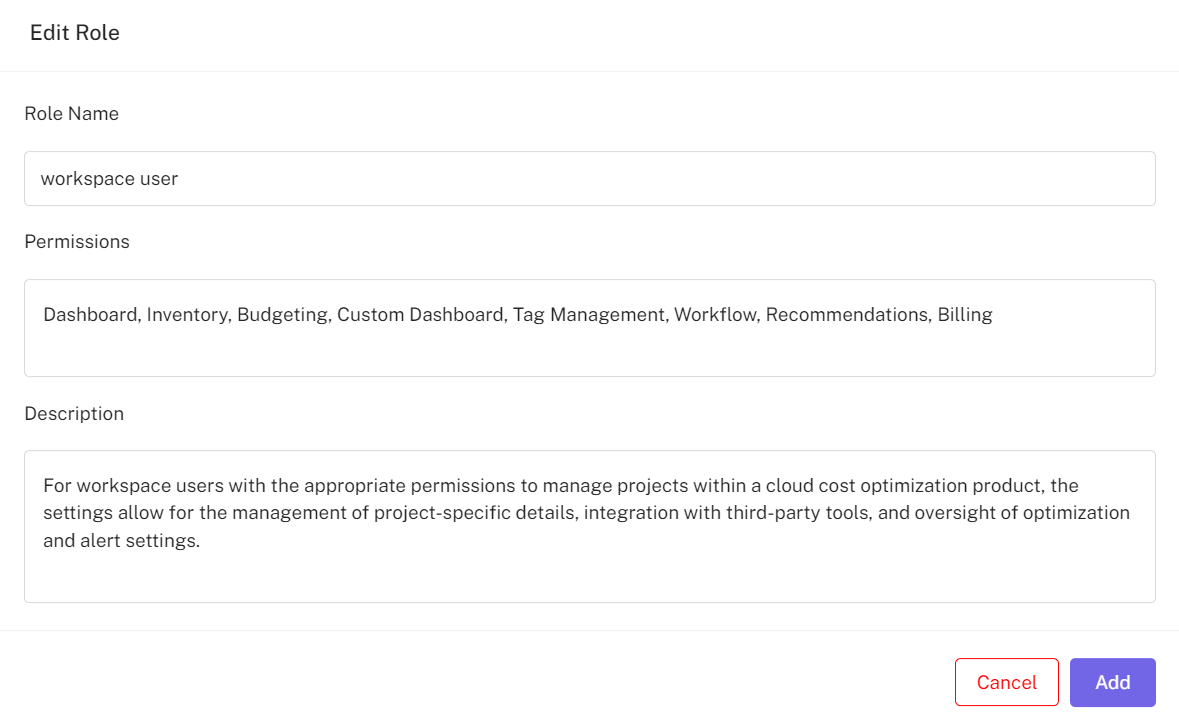 Edit Role
Role Name
workspace user
Permissions
Dashboard, Inventory, Budgeting, Custom Dashboard, Tag Management, Workflow, Recommendations, Billing
Description
For workspace users with the appropriate permissions to manage projects within a cloud cost optimization product, the
settings allow for the management of project-specific details, integration with third-party tools, and oversight of optimization
and alert settings.
Cancel
Add